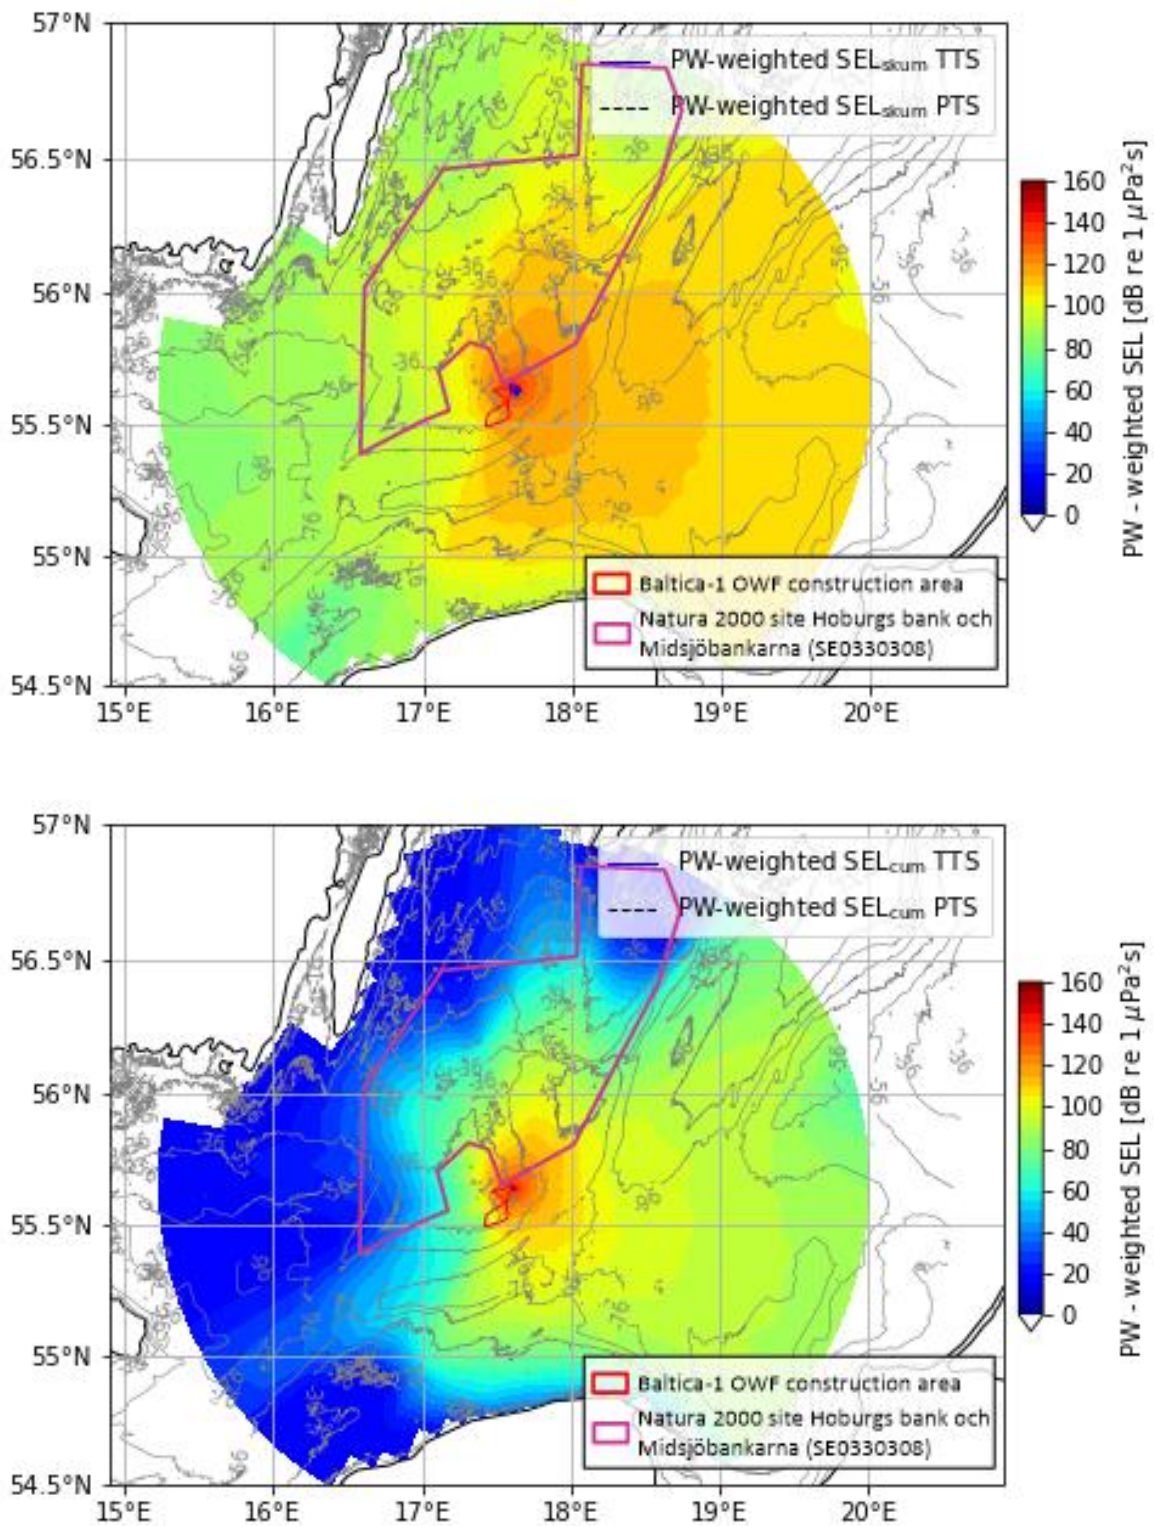 57°N
PW-weighted SELskum TTS
PW-weighted SELskum PTS
56.5°N
56°N
55.5°N
55°N
54.5°N
15°E 16°E 17°E 18°E 19°E 20°E
160
140
120
100
80
60
40
20
0
PW - weighted SEL [dB re 1 µPa²s]
Baltica-1 OWF construction area
Natura 2000 site Hoburgs bank och
Midsjöbankarna (SE0330308)
57°N
PW-weighted SELcum TTS
PW-weighted SELcum PTS
56.5°N
56°N
55.5°N
55°N
54.5°N
15°E 16°E 17°E 18°E 19°E 20°E
160
140
120
100
80
60
40
20
0
PW - weighted SEL [dB re 1 µPa²s]
Baltica-1 OWF construction area
Natura 2000 site Hoburgs bank och
Midsjöbankarna (SE0330308)